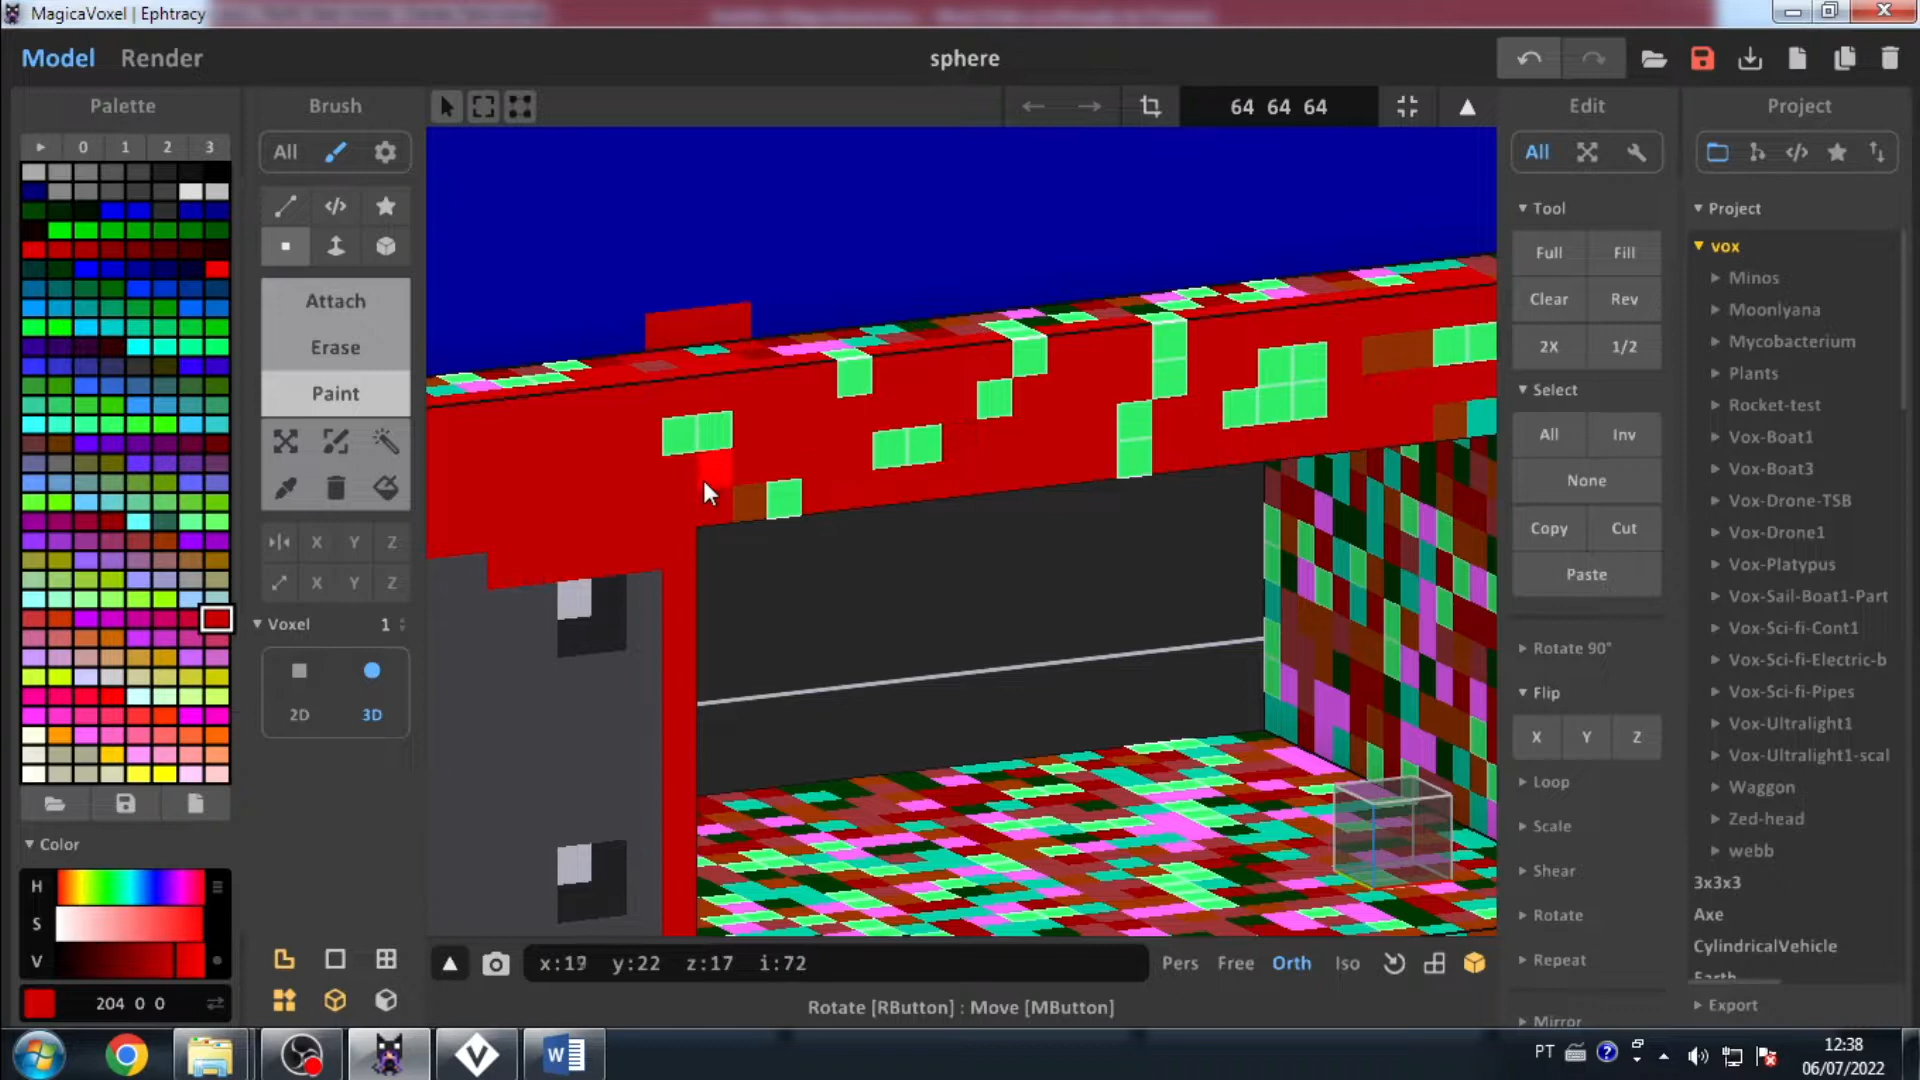 MagicaVoxel | Ephtracy
Model Render
sphere
Palette
Brush
64 64 64
Edit
Project
0 1 2 3
All
All
Attach
Erase
Paint
X Y Z
X Y Z
Voxel 1
2D 3D
Color
H
S
V
204 0 0
x:19 y:22 z:17 i:72
Pers Free Orth Iso
Rotate [RButton] : Move [MButton]
Tool
Full Fill
Clear Rev
2X 1/2
Select
All Inv
None
Copy Cut
Paste
Rotate 90°
Flip
X Y Z
Loop
Scale
Shear
Rotate
Repeat
Mirror
Project
vox
Minos
Moonlyana
Mycobacterium
Plants
Rocket-test
Vox-Boat1
Vox-Boat3
Vox-Drone-TSB
Vox-Drone1
Vox-Platypus
Vox-Sail-Boat1-Part
Vox-Sci-fi-Cont1
Vox-Sci-fi-Electric-b
Vox-Sci-fi-Pipes
Vox-Ultralight1
Vox-Ultralight1-scal
Waggon
Zed-head
webb
3x3x3
Axe
CylindricalVehicle
Earth
Export
PT
12:38
06/07/2022